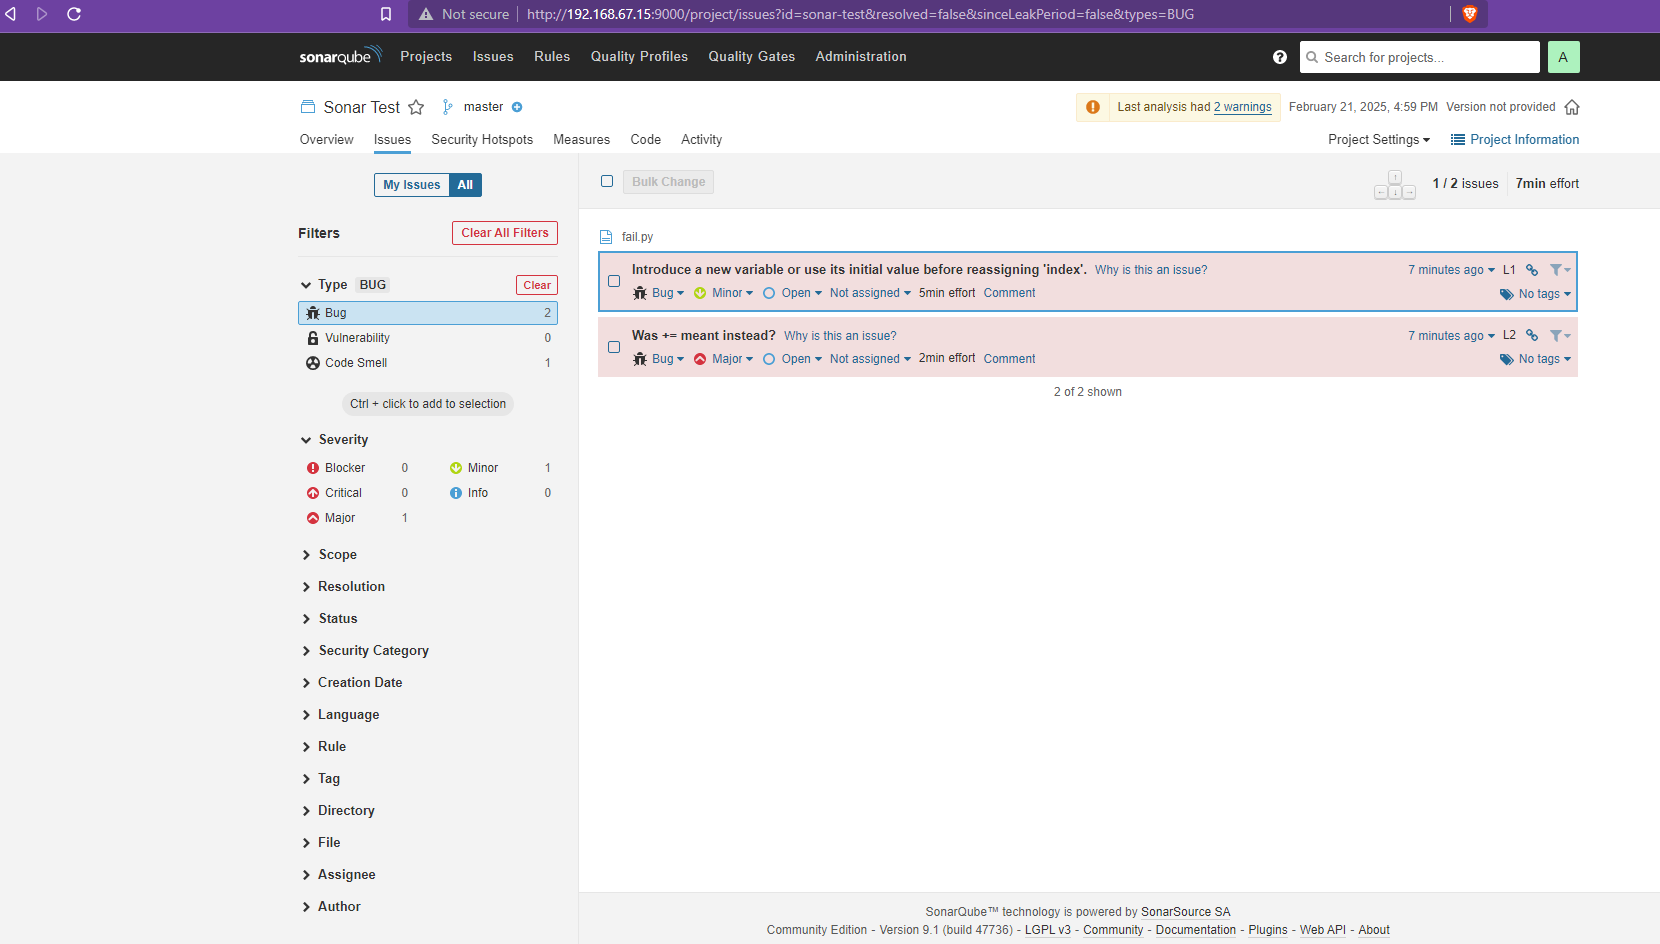 Not secure http://192.168.67.15:9000/project/issues?id=sonar-test&resolved=false&sinceLeakPeriod=false&types=BUG
sonarqube Projects Issues Rules Quality Profiles Quality Gates Administration ? Search for projects... A
Sonar Test master Last analysis had 2 warnings February 21, 2025, 4:59 PM Version not provided
Overview Issues Security Hotspots Measures Code Activity Project Settings Project Information
My Issues All
Bulk Change 1 / 2 issues 7min effort
Filters Clear All Filters
Type BUG Clear
Bug 2
Vulnerability 0
Code Smell 1
Ctrl + click to add to selection
Severity
Blocker 0 Minor 1
Critical 0 Info 0
Major 1
Scope
Resolution
Status
Security Category
Creation Date
Language
Rule
Tag
Directory
File
Assignee
Author
fail.py
Introduce a new variable or use its initial value before reassigning 'index'. Why is this an issue? 7 minutes ago L1
Bug Minor Open Not assigned 5min effort Comment No tags
Was += meant instead? Why is this an issue? 7 minutes ago L2
Bug Major Open Not assigned 2min effort Comment No tags
2 of 2 shown
SonarQube™ technology is powered by SonarSource SA
Community Edition - Version 9.1 (build 47736) - LGPL v3 - Community - Documentation - Plugins - Web API - About